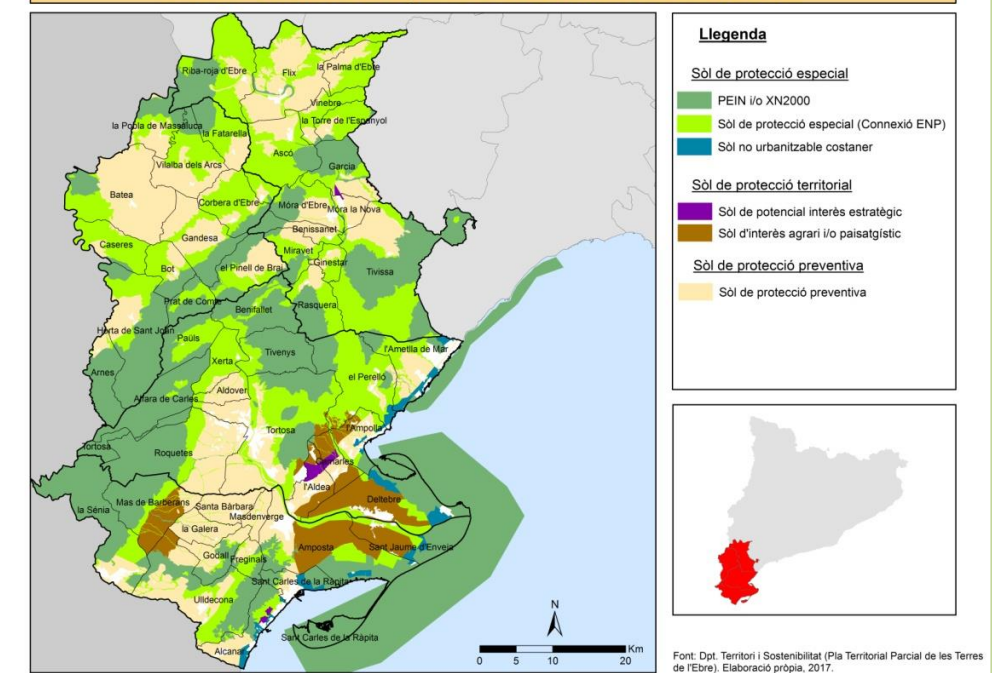 Riba-roja d'Ebre
Flix
la Palma d'Ebre
Vinebre
la Pobla de Massaluca
la Fatarella
la Torre de l'Espanyol
Ascó
Vilalba dels Arcs
Garcia
Batea
Corbera d'Ebre
Móra d'Ebre
Móra la Nova
Benissanet
Caseres
Gandesa
Miravet
Bot
el Pinell de Brai
Ginestar
Tivissa
Prat de Comte
Benifallet
Rasquera
Horta de Sant Joan
Paüls
Xerta
Tivenys
l'Ametlla de Mar
Arnes
el Perelló
Aldover
Alfara de Carles
Tortosa
l'Ampolla
Tortosa
Roquetes
Camarles
l'Aldea
Deltebre
Mas de Barberans
Santa Bàrbara
Masdenverge
la Sénia
la Galera
Amposta
Sant Jaume d'Enveja
Godall
Freginals
Sant Carles de la Ràpita
Ulldecona
Sant Carles de la Ràpita
Alcanar
N
Km
0 5 10 20
Llegenda
Sòl de protecció especial
PEIN i/o XN2000
Sòl de protecció especial (Connexió ENP)
Sòl no urbanitzable costaner
Sòl de protecció territorial
Sòl de potencial interès estratègic
Sòl d'interès agrari i/o paisatgístic
Sòl de protecció preventiva
Sòl de protecció preventiva
Font: Dpt. Territori i Sostenibilitat (Pla Territorial Parcial de les Terres
de l'Ebre). Elaboració pròpia, 2017.